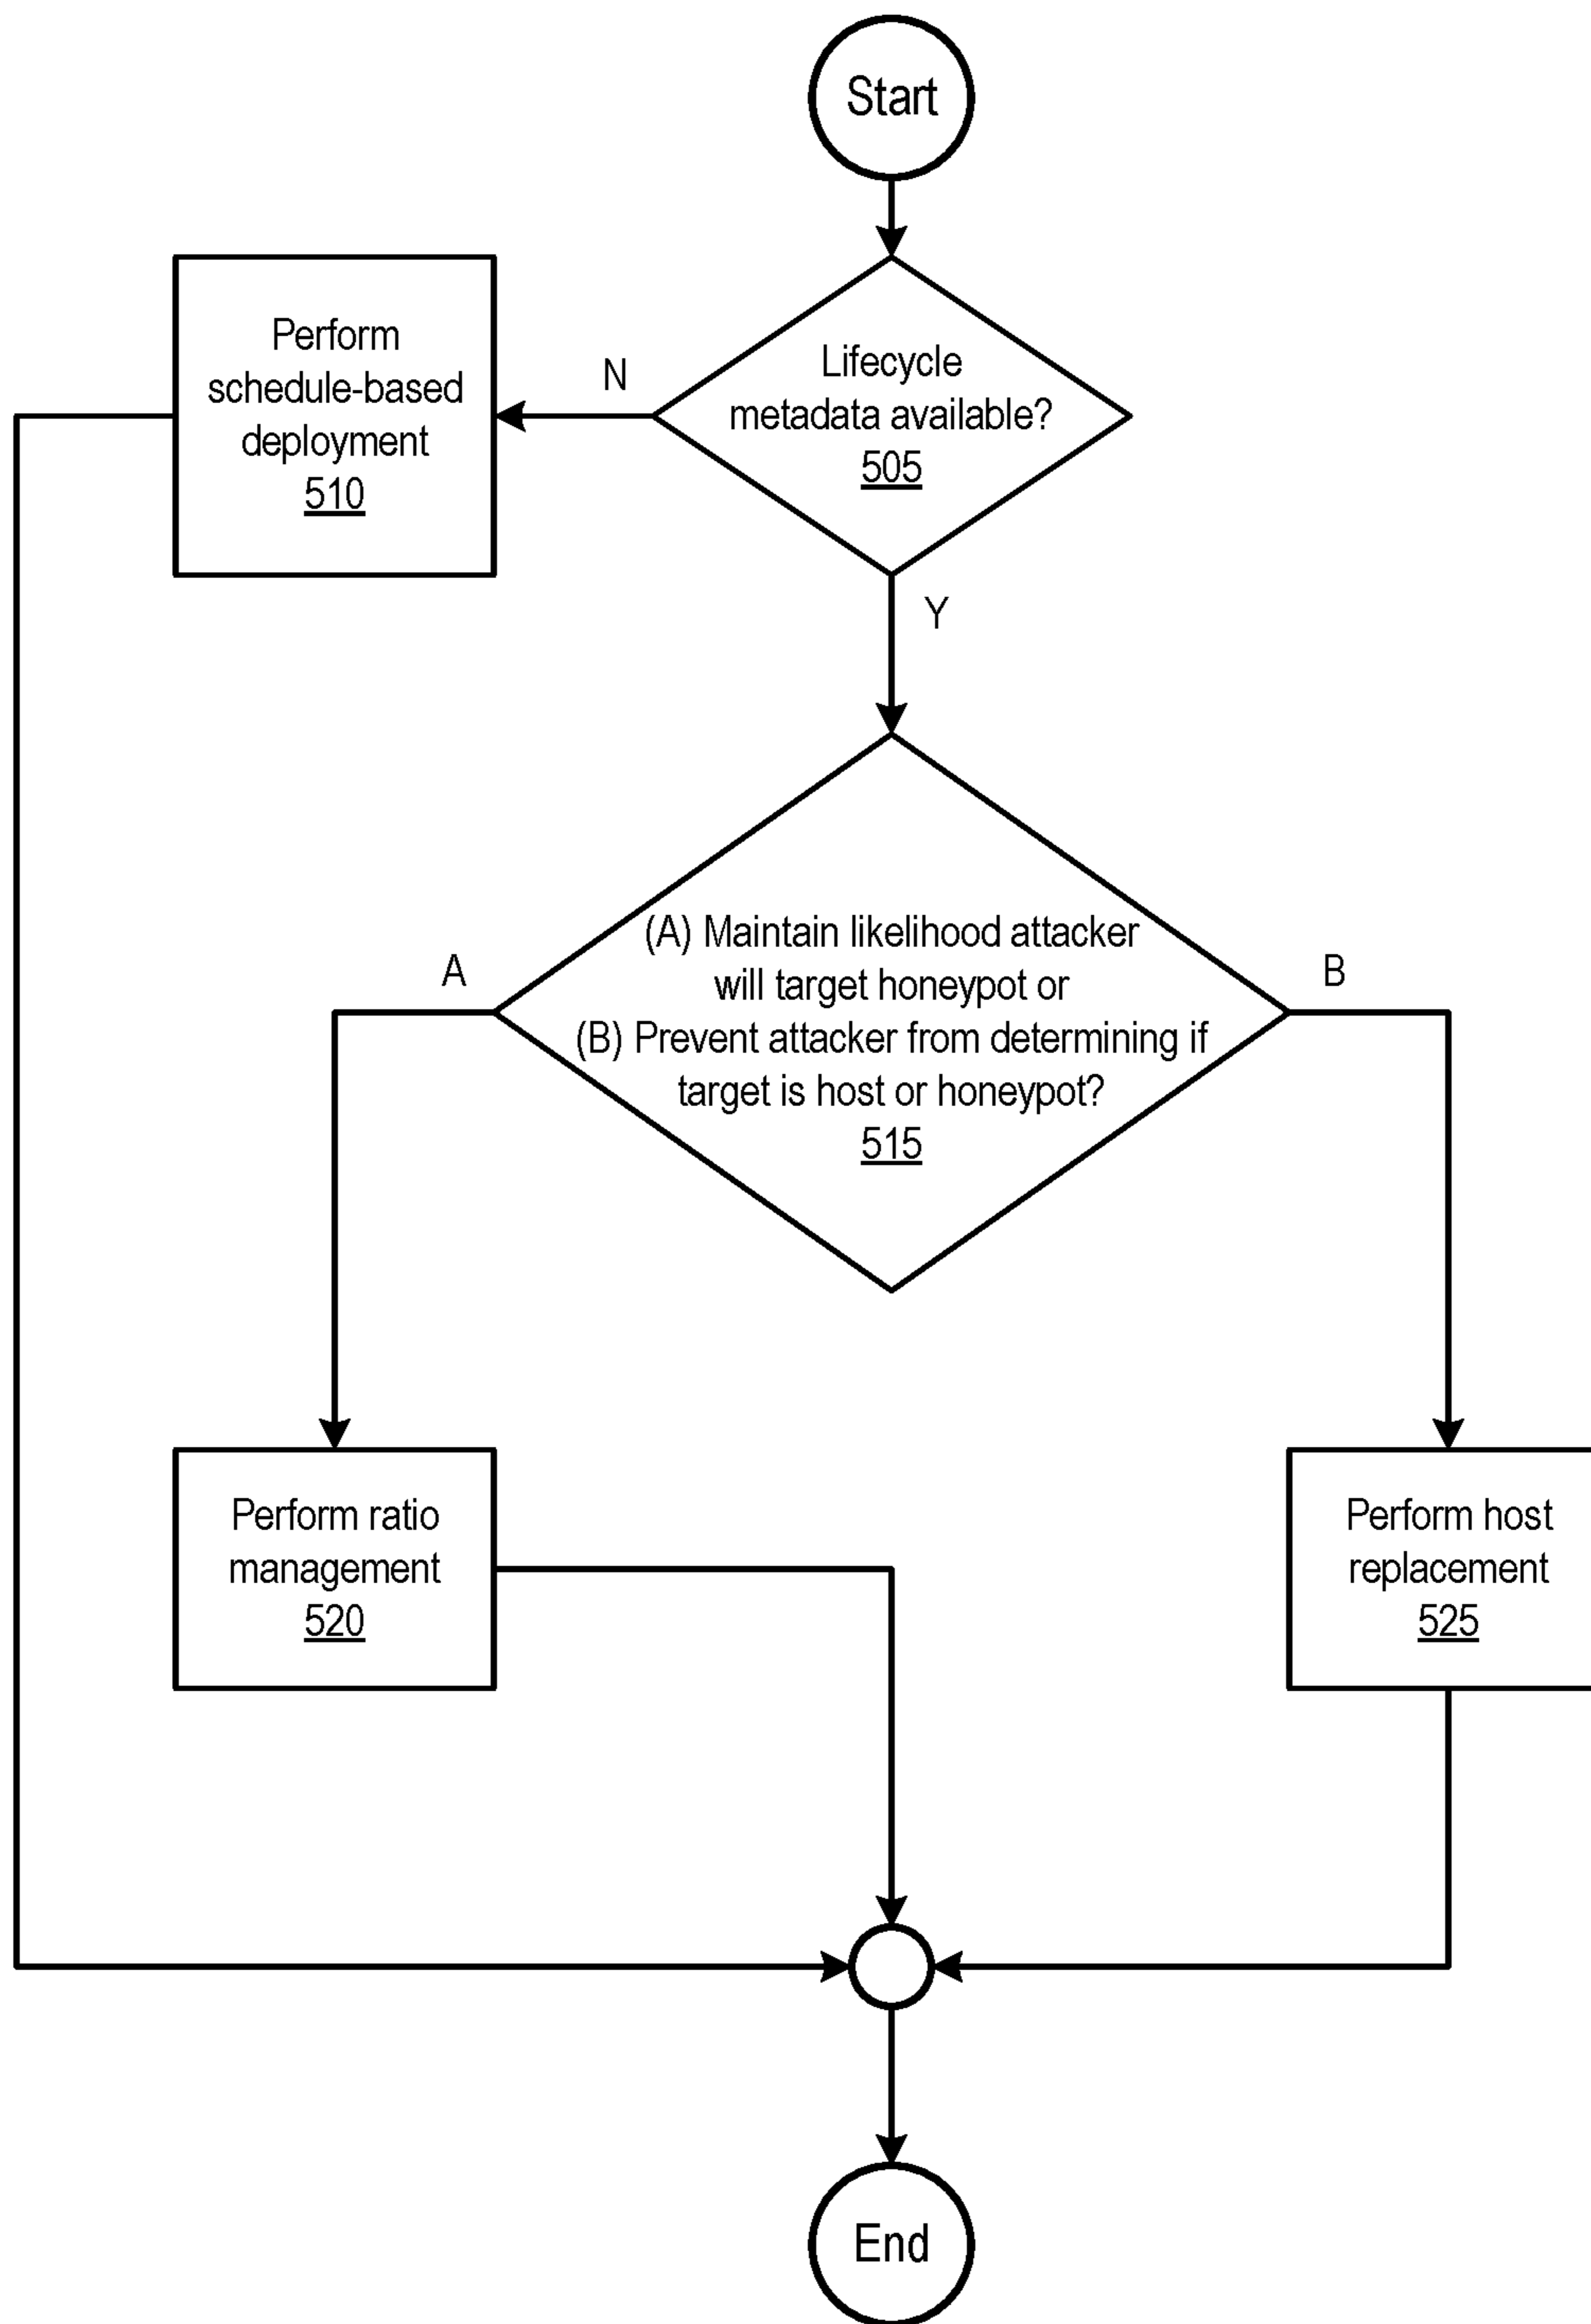 Start
Lifecycle
metadata available?
505
N
Perform
schedule-based
deployment
510
Y
(A) Maintain likelihood attacker
will target honeypot or
(B) Prevent attacker from determining if
target is host or honeypot?
515
A
B
Perform ratio
management
520
Perform host
replacement
525
End